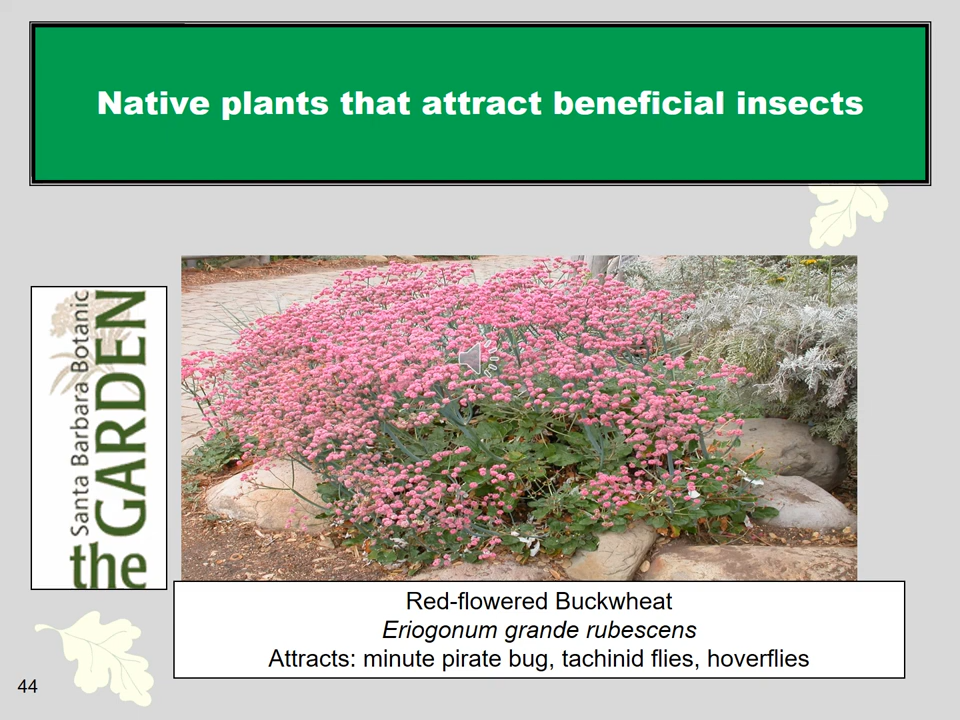 Native plants that attract beneficial insects
Santa Barbara Botanic
the GARDEN
Red-flowered Buckwheat
Eriogonum grande rubescens
Attracts: minute pirate bug, tachinid flies, hoverflies
44